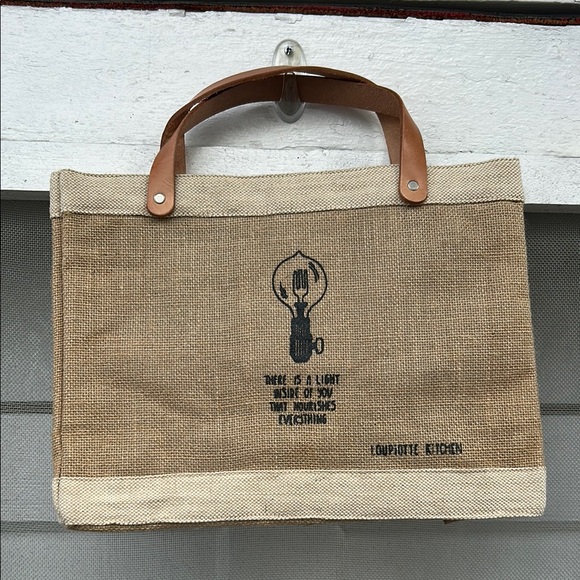 THERE IS A LIGHT
INSIDE OF YOU
THAT NOURISHES
EVERYTHING
LOUPIOTTE KITCHEN